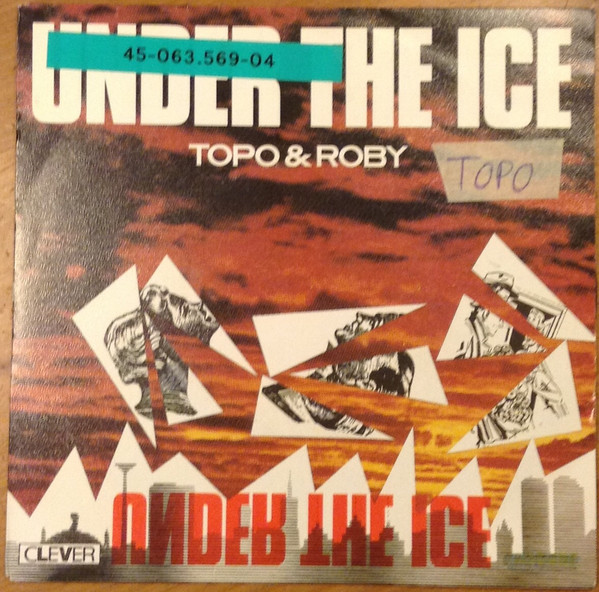 UNDER THE ICE
45-063.569-04
TOPO & ROBY
TOPO
UNDER THE ICE
CLEVER